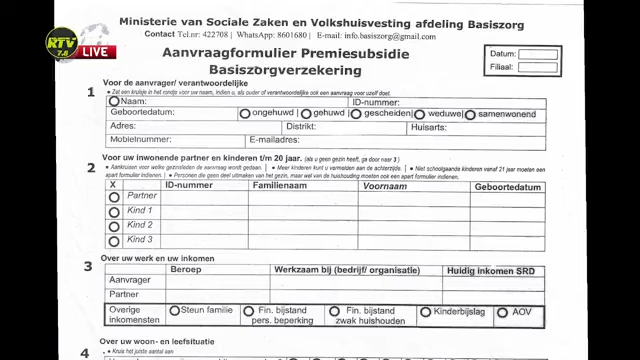 Ministerie van Sociale Zaken en Volkshuisvesting afdeling Basiszorg
Contact Tel.nr: 422708 | WhatsApp: 8601680 | E-mail: info.basiszorg@gmail.com
RTV
7.8
LIVE
Aanvraagformulier Premiesubsidie
Basiszorgverzekering
Datum:
Filiaal:
1
Voor de aanvrager/ verantwoordelijke
• Zet een kruisje in het rondje voor uw naam, indien u, als ouder of verantwoordelijke ook een aanvraag voor uzelf doet.
Naam: ID-nummer:
Geboortedatum: ongehuwd gehuwd gescheiden weduwe samenwonend
Adres: Distrikt: Huisarts:
Mobielnummer: E-mailadres:
2
Voor uw inwonende partner en kinderen t/m 20 jaar. (als u geen gezin heeft, ga door naar 3 )
• Aankruisen voor welke gezinsleden de aanvraag wordt gedaan. | • Meer kinderen kunt u vermelden aan de achterzijde. | • Niet schoolgaande kinderen vanaf 21 jaar moeten een
apart formulier indienen. | • Personen die geen deel uitmaken van het gezin, maar wel van de huishouding moeten ook een apart formulier indienen.
X ID-nummer Familienaam Voornaam Geboortedatum
Partner
Kind 1
Kind 2
Kind 3
3
Over uw werk en uw inkomen
Beroep Werkzaam bij (bedrijf/ organisatie) Huidig inkomen SRD
Aanvrager
Partner
Overige Steun familie Fin. bijstand Fin. bijstand Kinderbijslag AOV
inkomensten pers. beperking zwak huishouden
4
Over uw woon- en leefsituatie
• Kruis het juiste aantal aan